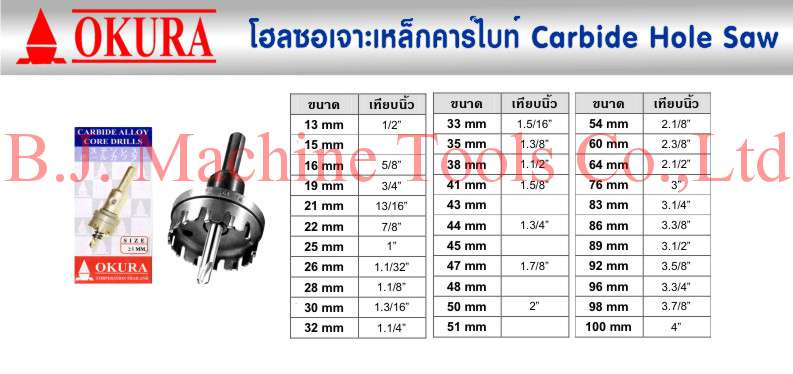 OKURA
โฮลซอเจาะเหล็กคาร์ไบท์ Carbide Hole Saw
B.J. Machine Tools Co.,Ltd
CARBIDE ALLOY
CORE DRILLS
SIZE
MM.
OKURA
ขนาด เทียบนิ้ว
13 mm 1/2”
15 mm
16 mm 5/8”
19 mm 3/4”
21 mm 13/16”
22 mm 7/8”
25 mm 1”
26 mm 1.1/32”
28 mm 1.1/8”
30 mm 1.3/16”
32 mm 1.1/4”
ขนาด เทียบนิ้ว
33 mm 1.5/16”
35 mm 1.3/8”
38 mm 1.1/2”
41 mm 1.5/8”
43 mm
44 mm 1.3/4”
45 mm
47 mm 1.7/8”
48 mm
50 mm 2”
51 mm
ขนาด เทียบนิ้ว
54 mm 2.1/8”
60 mm 2.3/8”
64 mm 2.1/2”
76 mm 3”
83 mm 3.1/4”
86 mm 3.3/8”
89 mm 3.1/2”
92 mm 3.5/8”
96 mm 3.3/4”
98 mm 3.7/8”
100 mm 4”